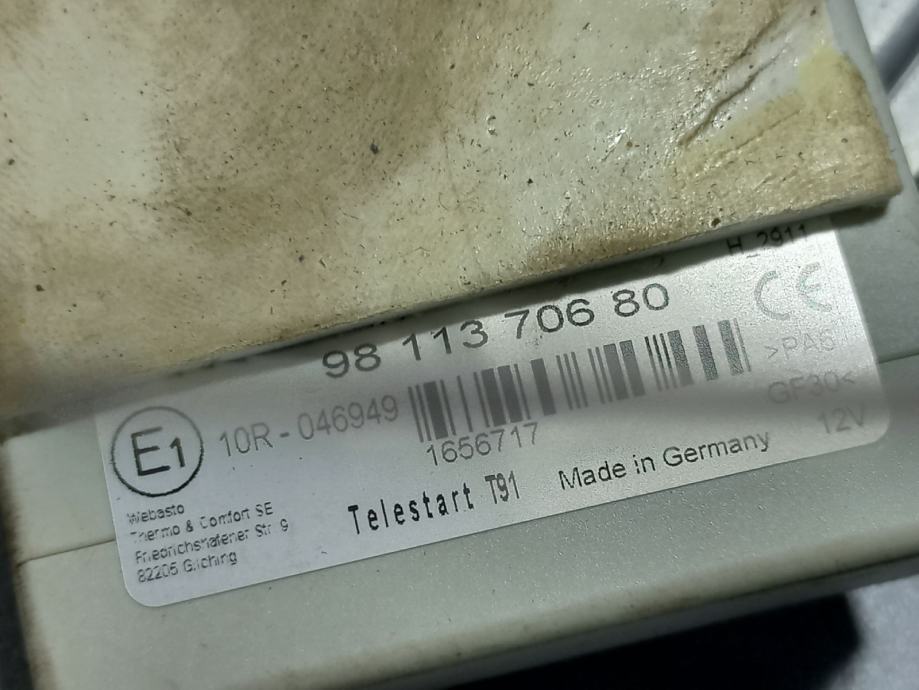 H_2911
98 113 706 80
CE
>PA6
GF30<
12V
E1
10R - 046949
1656717
Telestart T91
Made in Germany
Webasto
Thermo & Comfort SE
Friedrichshafener Str. 9
82205 Gilching